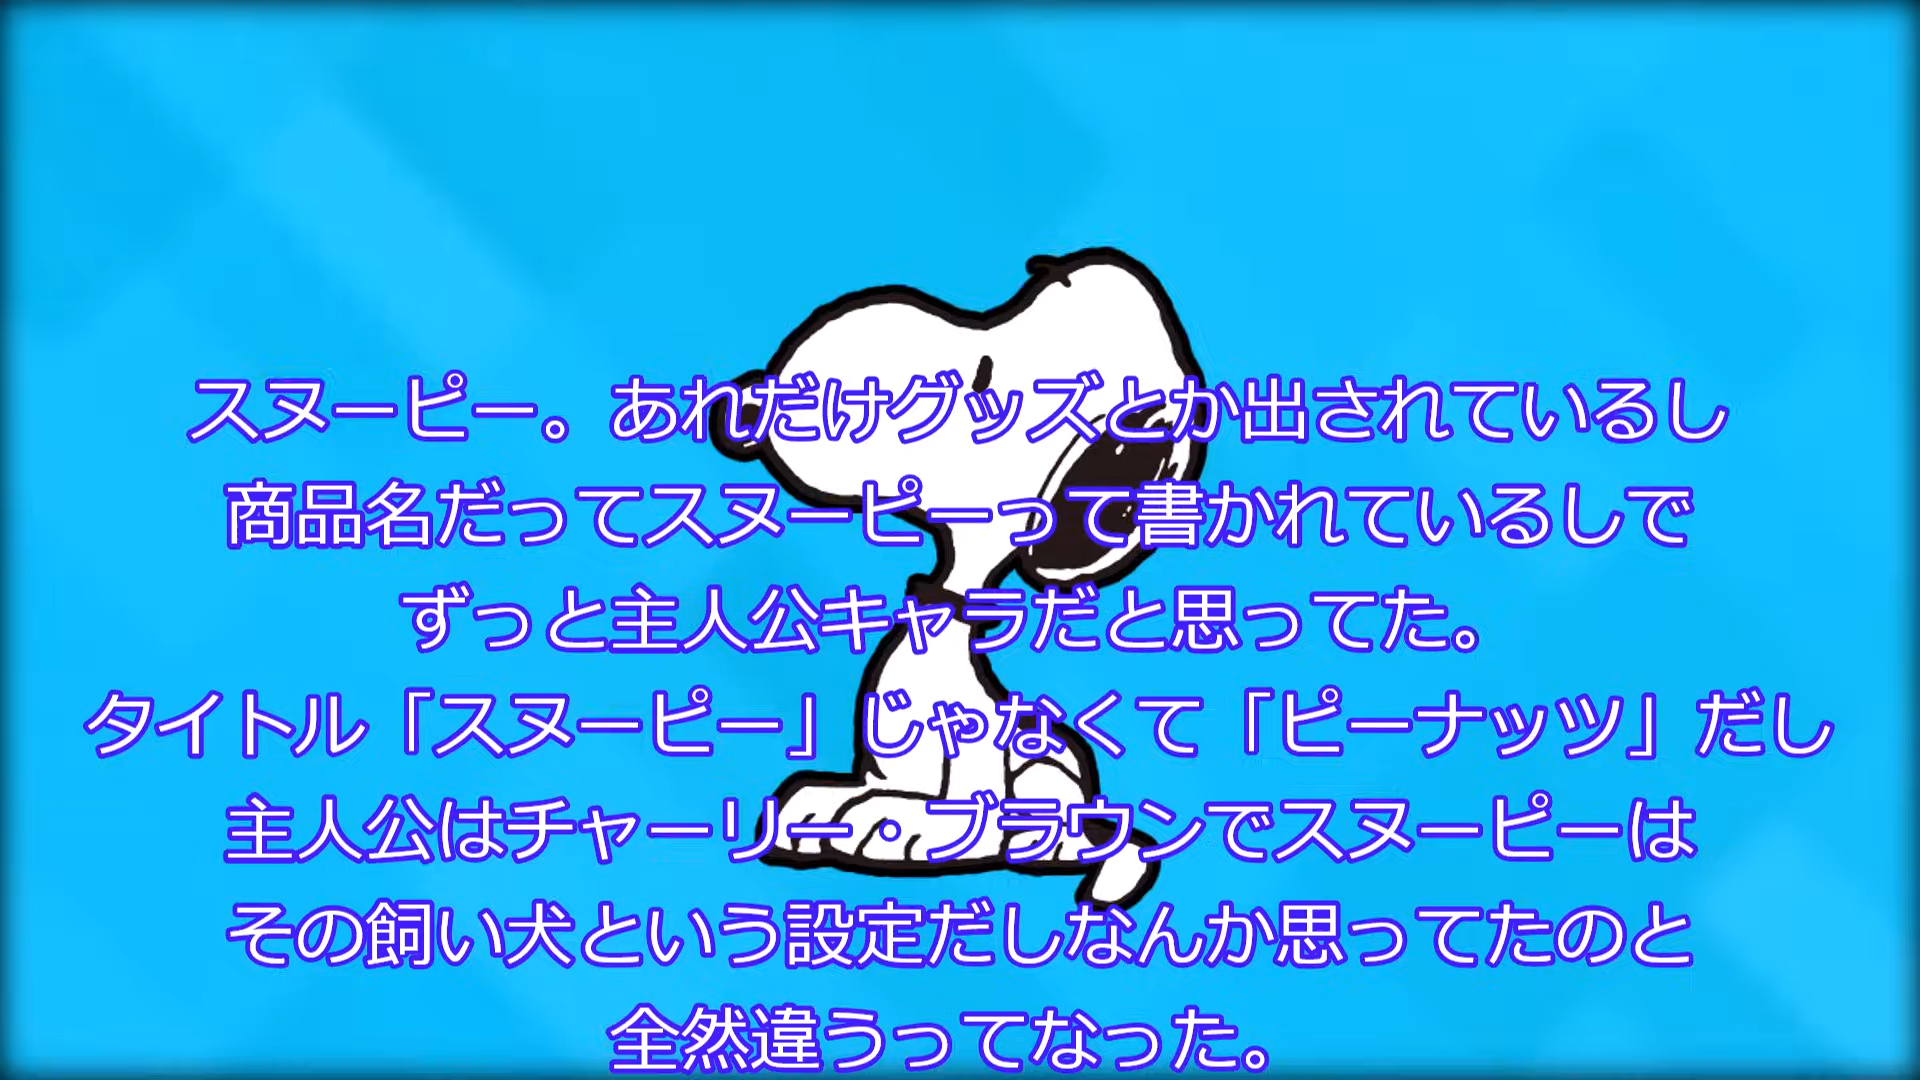 スヌーピー。あれだけグッズとか出されているし
商品名だってスヌーピーって書かれているしで
ずっと主人公キャラだと思ってた。
タイトル「スヌーピー」じゃなくて「ピーナッツ」だし
主人公はチャーリー・ブラウンでスヌーピーは
その飼い犬という設定だしなんか思ってたのと
全然違うってなった。